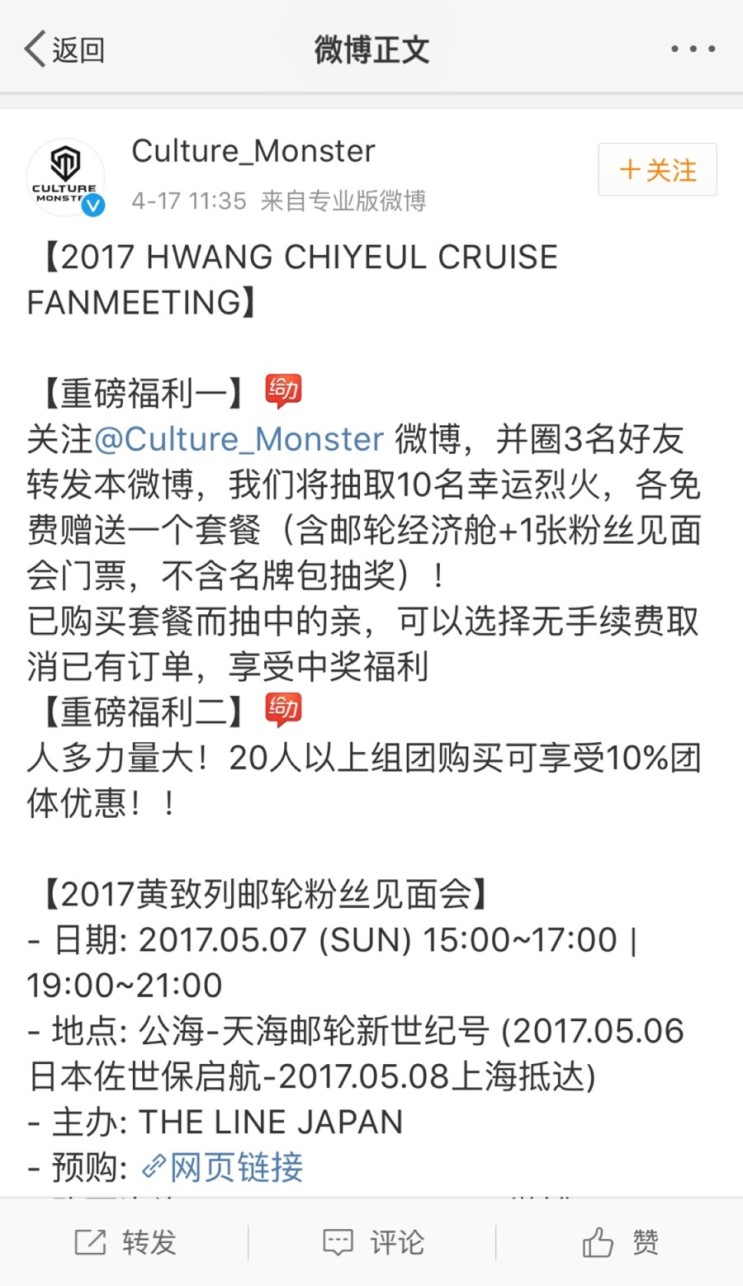 返回
微博正文
CULTURE
Culture_Monster
+关注
4-17 11:35 来自专业版微博
【2017 HWANG CHIYEUL CRUISE
FANMEETING】
【重磅福利一】给力
关注@Culture_Monster 微博，并圈3名好友
转发本微博，我们将抽取10名幸运烈火，各免
费赠送一个套餐（含邮轮经济舱+1张粉丝见面
会门票，不含名牌包抽奖）！
已购买套餐而抽中的亲，可以选择无手续费取
消已有订单，享受中奖福利
【重磅福利二】给力
人多力量大！20人以上组团购买可享受10%团
体优惠！！
【2017黄致列邮轮粉丝见面会】
- 日期: 2017.05.07 (SUN) 15:00~17:00 |
19:00~21:00
- 地点: 公海-天海邮轮新世纪号 (2017.05.06
日本佐世保启航-2017.05.08上海抵达)
- 主办: THE LINE JAPAN
- 预购: 网页链接
转发
评论
赞